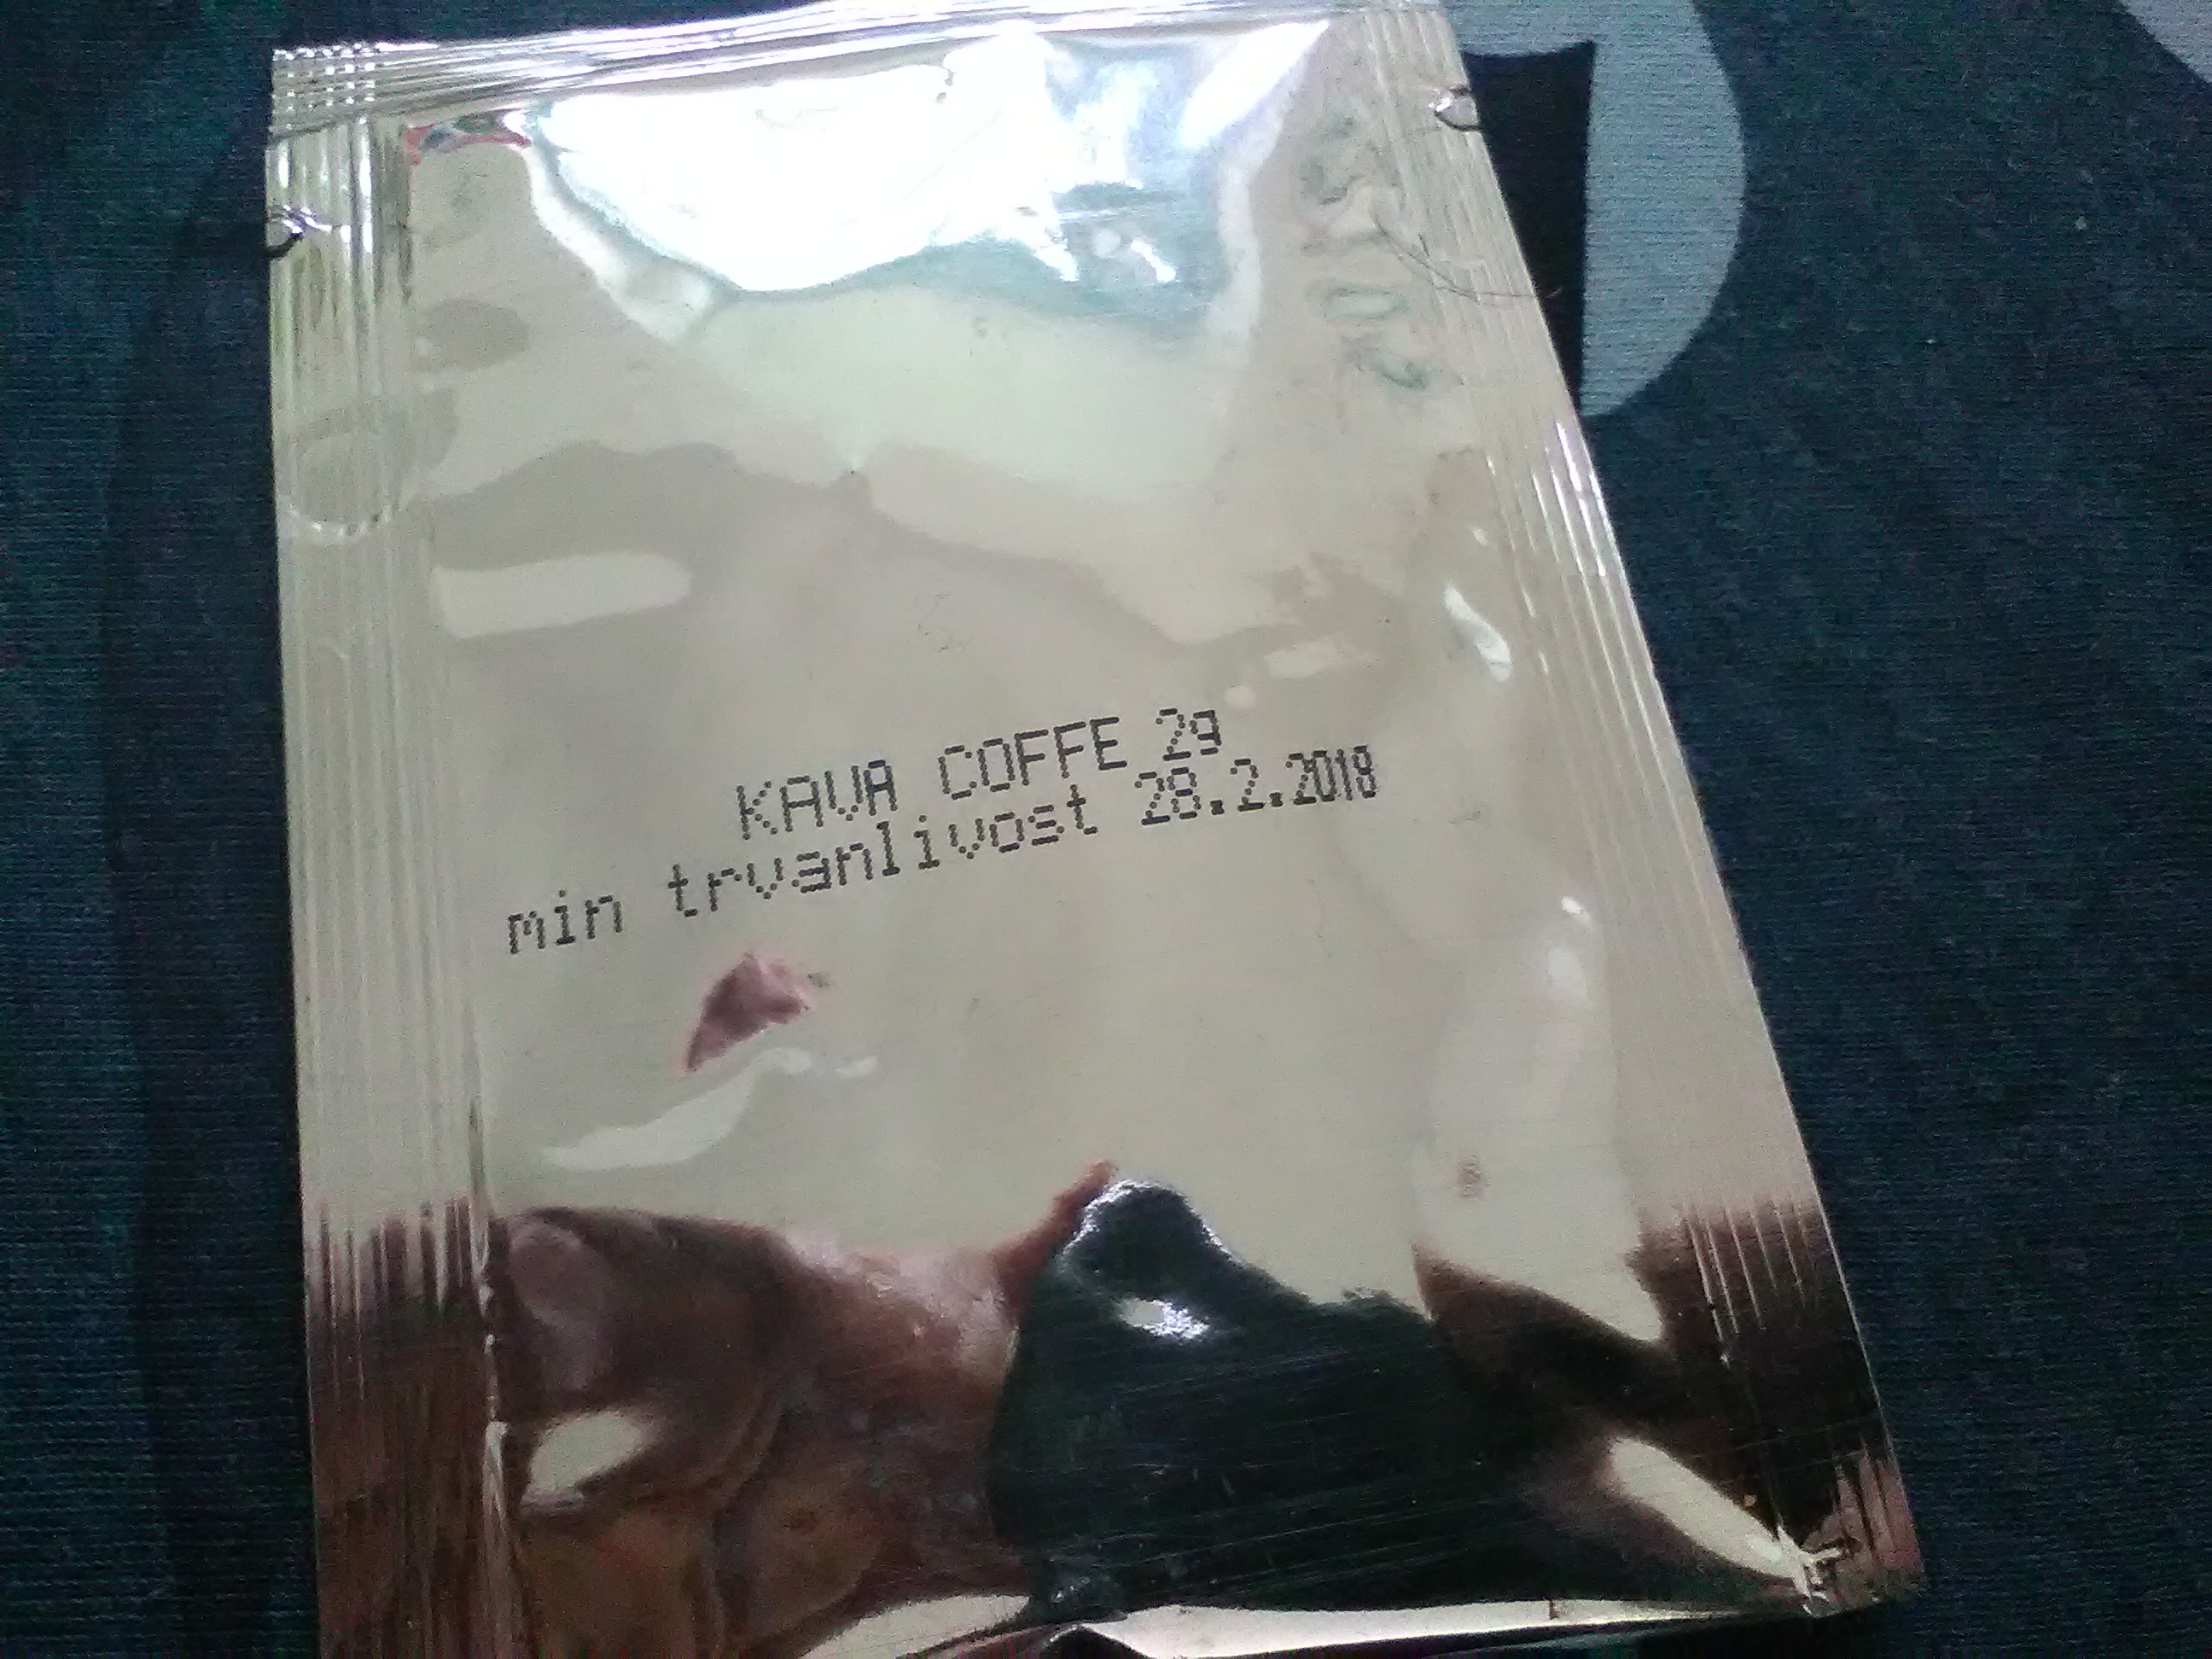 KAVA COFFE 2g
min trvanlivost 28.2.2018